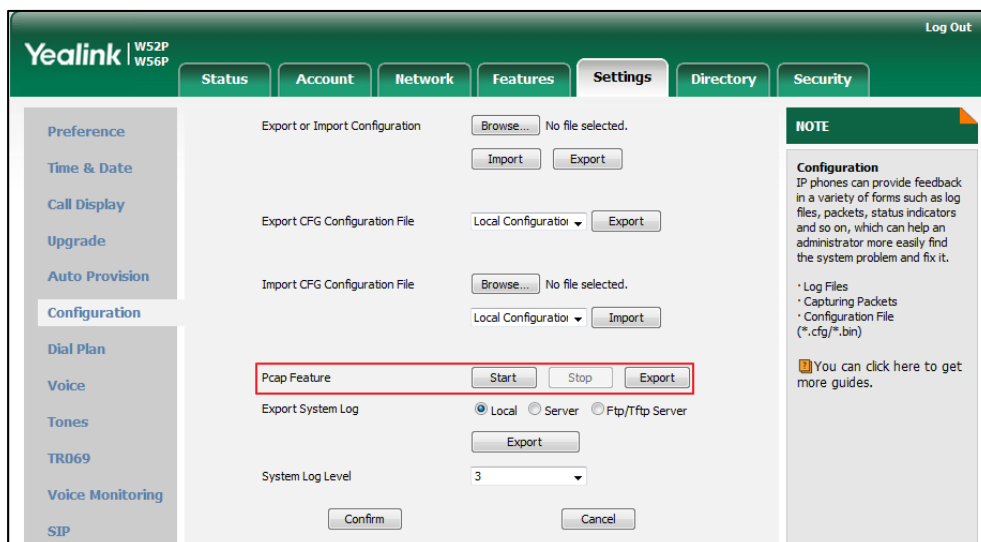 Log Out
Yealink W52P
W56P
Status Account Network Features Settings Directory Security
Preference
Time & Date
Call Display
Upgrade
Auto Provision
Configuration
Dial Plan
Voice
Tones
TR069
Voice Monitoring
SIP
Export or Import Configuration Browse... No file selected.
Import Export
Export CFG Configuration File Local Configuration Export
Import CFG Configuration File Browse... No file selected.
Local Configuration Import
Pcap Feature Start Stop Export
Export System Log Local Server Ftp/Tftp Server
Export
System Log Level 3
Confirm Cancel
NOTE
Configuration
IP phones can provide feedback
in a variety of forms such as log
files, packets, status indicators
and so on, which can help an
administrator more easily find
the system problem and fix it.
· Log Files
· Capturing Packets
· Configuration File
(*.cfg/*.bin)
You can click here to get
more guides.